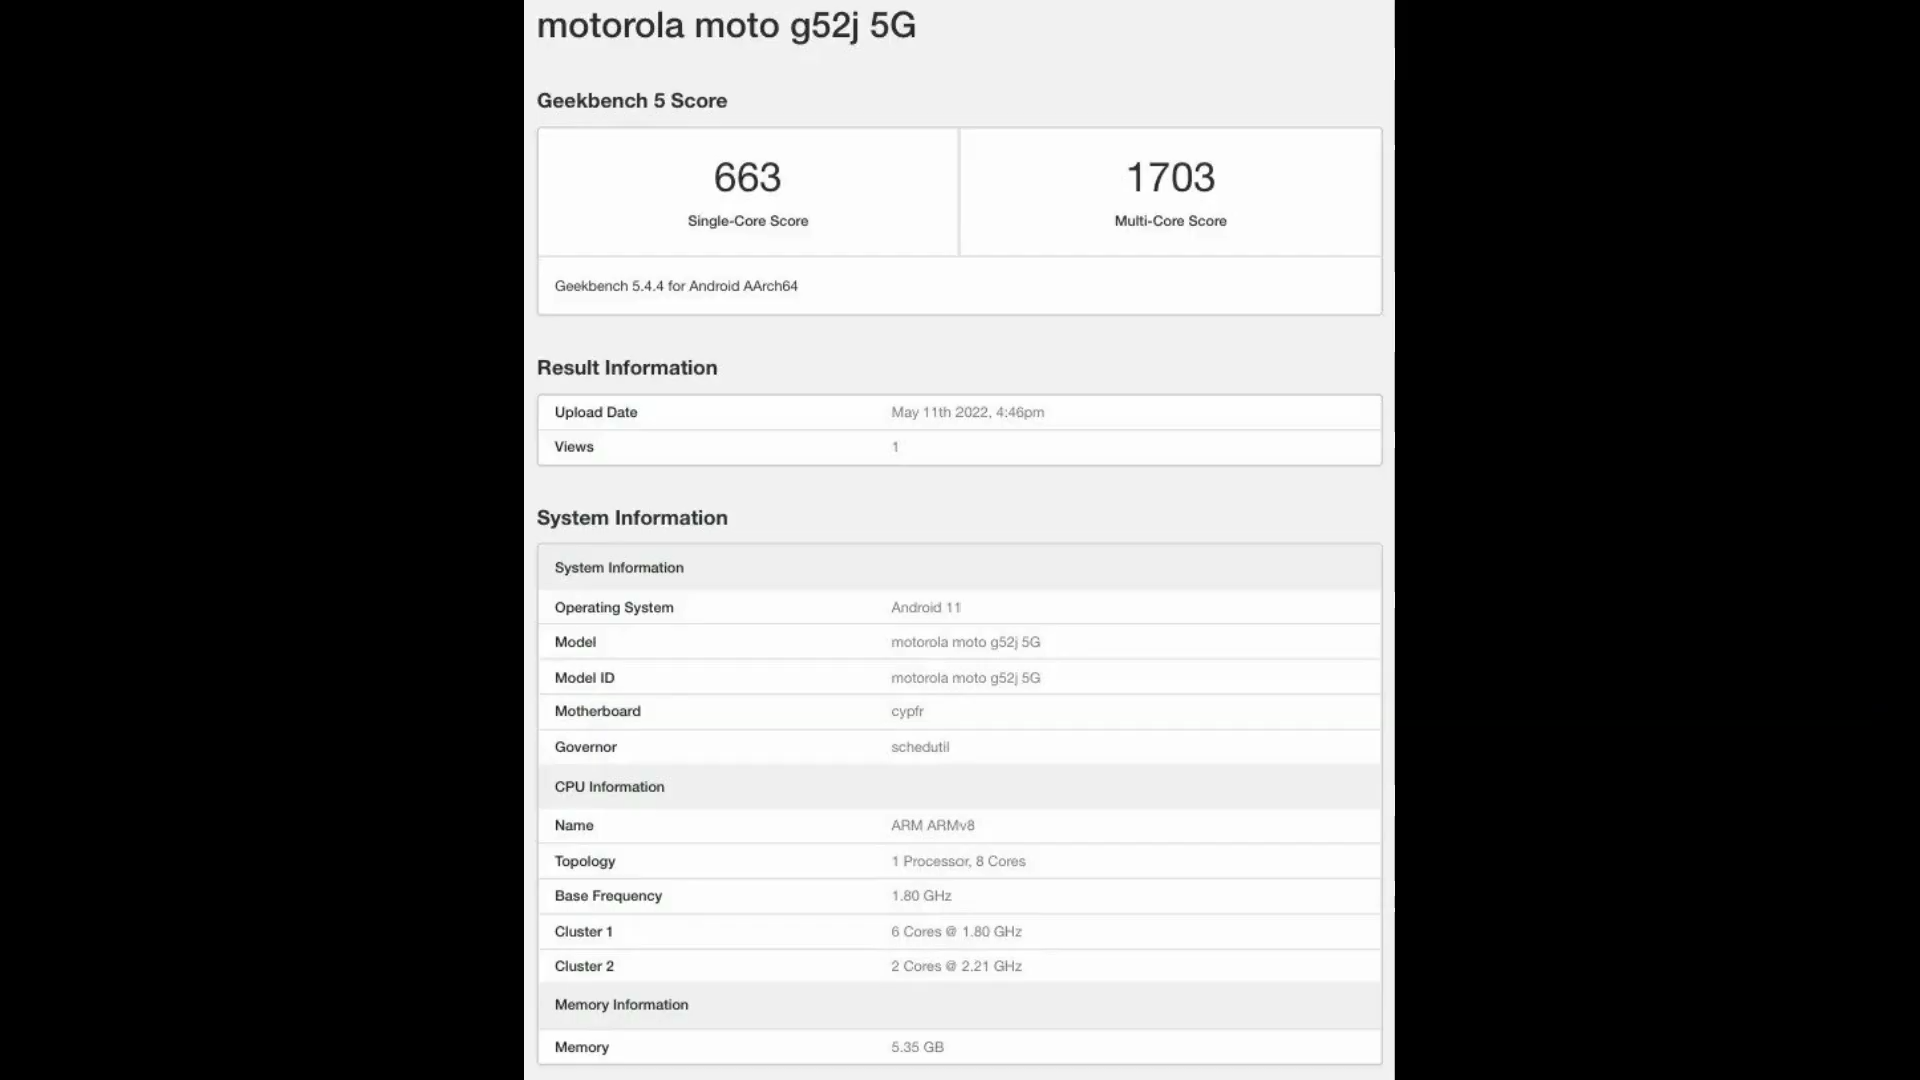 motorola moto g52j 5G
Geekbench 5 Score
663 1703
Single-Core Score Multi-Core Score
Geekbench 5.4.4 for Android AArch64
Result Information
Upload Date May 11th 2022, 4:46pm
Views 1
System Information
System Information
Operating System Android 11
Model motorola moto g52j 5G
Model ID motorola moto g52j 5G
Motherboard cypfr
Governor schedutil
CPU Information
Name ARM ARMv8
Topology 1 Processor, 8 Cores
Base Frequency 1.80 GHz
Cluster 1 6 Cores @ 1.80 GHz
Cluster 2 2 Cores @ 2.21 GHz
Memory Information
Memory 5.35 GB